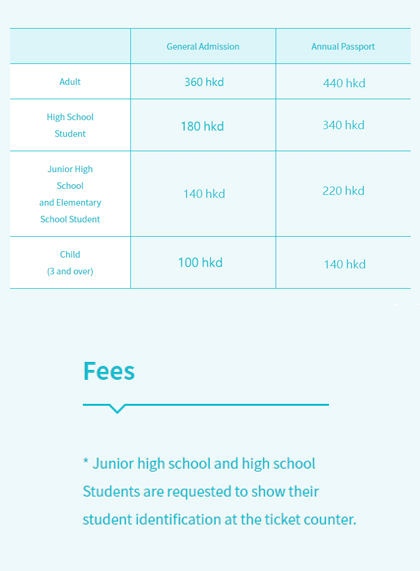 General Admission Annual Passport
Adult 360 hkd 440 hkd
High School
Student 180 hkd 340 hkd
Junior High
School
and Elementary
School Student 140 hkd 220 hkd
Child
(3 and over) 100 hkd 140 hkd
Fees
* Junior high school and high school
Students are requested to show their
student identification at the ticket counter.